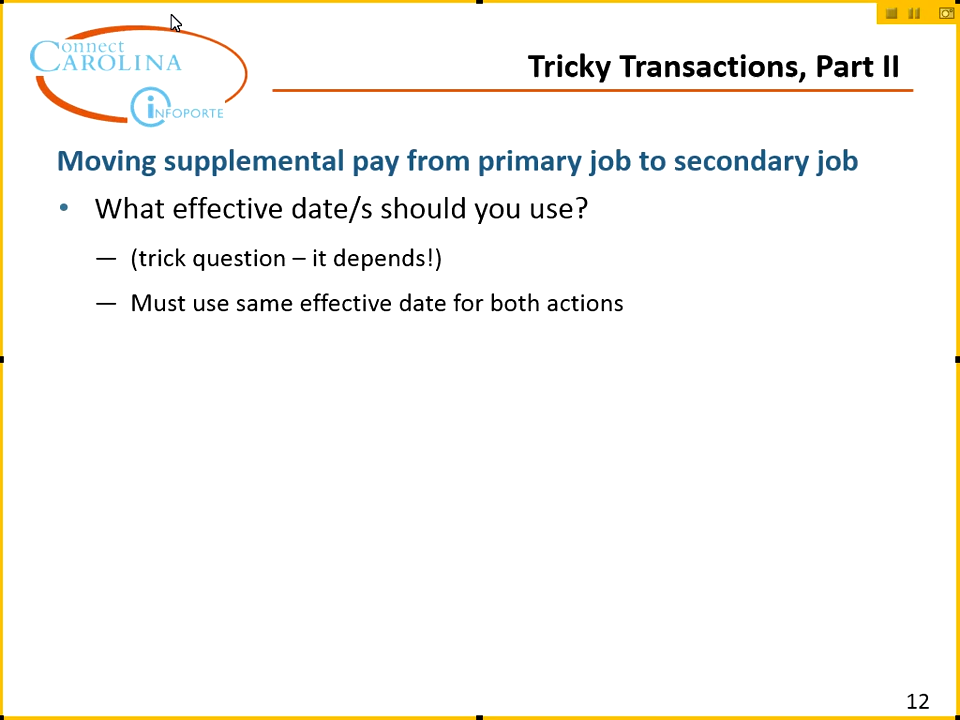 Connect
CAROLINA
INFOPORTE
Tricky Transactions, Part II
Moving supplemental pay from primary job to secondary job
• What effective date/s should you use?
— (trick question – it depends!)
— Must use same effective date for both actions
12